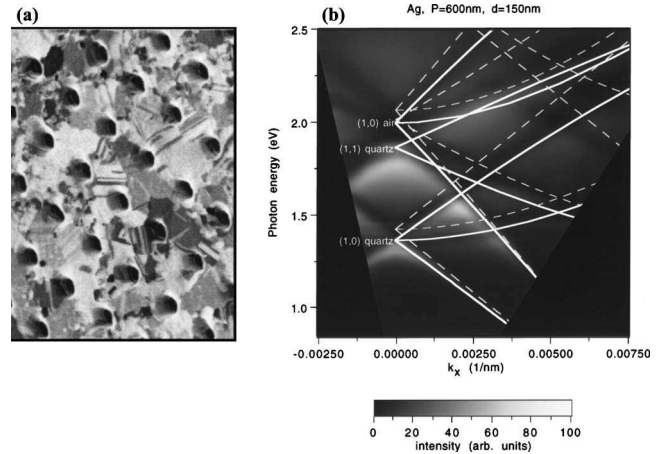 (a)
(b)
Ag, P=600nm, d=150nm
Photon energy (eV)
2.5
2.0
1.5
1.0
(1,0) air
(1,1) quartz
(1,0) quartz
-0.00250
0.00000
0.00250
0.00500
0.00750
kx (1/nm)
0
20
40
60
80
100
intensity (arb. units)